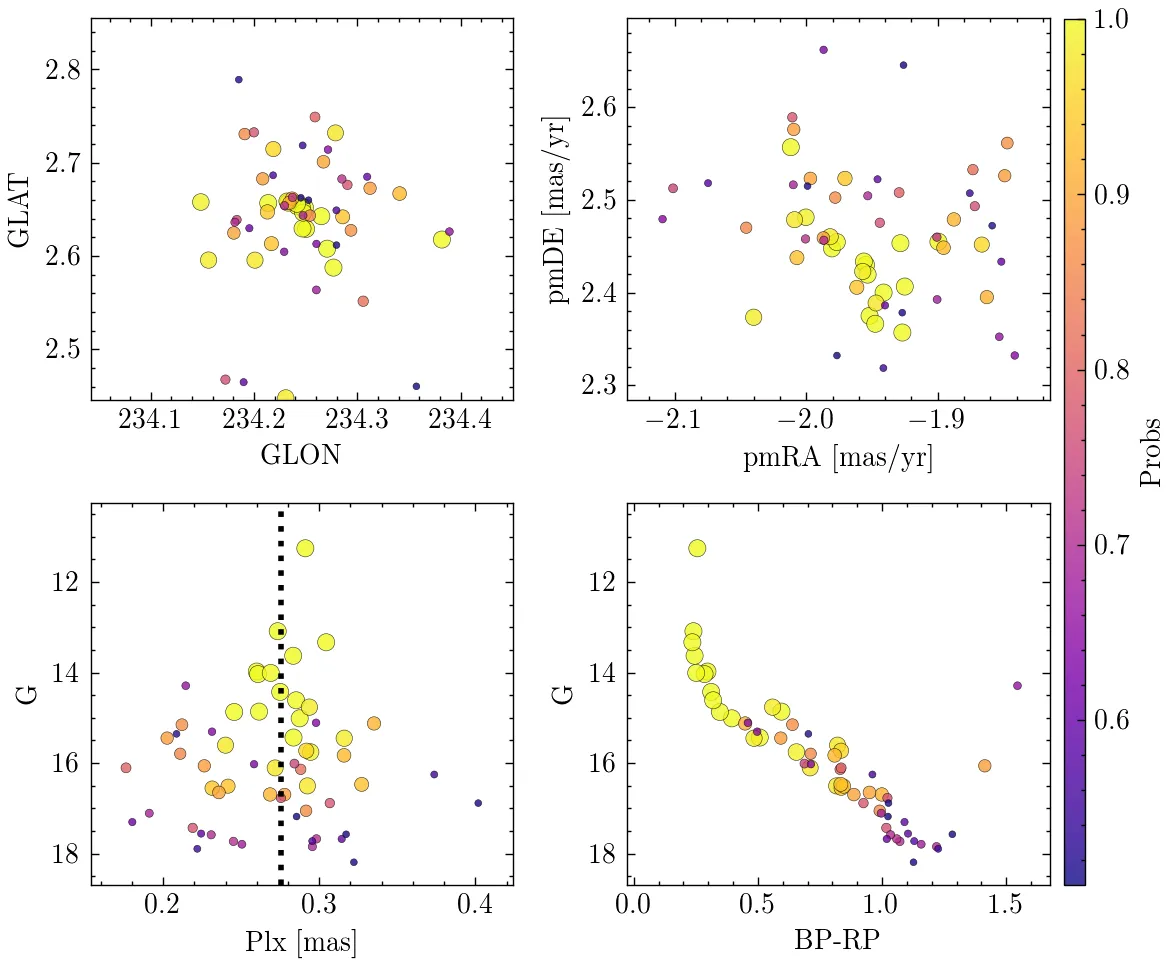 2.8
2.7
2.6
2.5
GLAT
234.1 234.2 234.3 234.4
GLON
2.6
2.5
2.4
2.3
pmDE [mas/yr]
−2.1 −2.0 −1.9
pmRA [mas/yr]
12
14
16
18
G
0.2 0.3 0.4
Plx [mas]
12
14
16
18
G
0.0 0.5 1.0 1.5
BP-RP
1.0
0.9
0.8
0.7
0.6
Probs